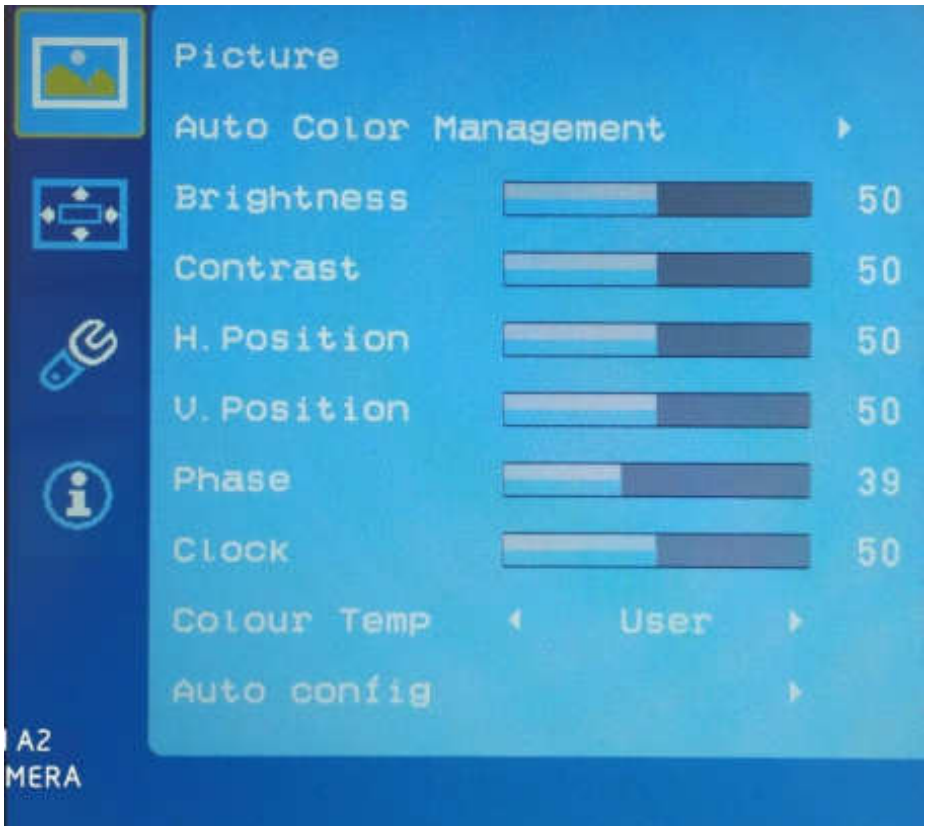 Picture
Auto Color Management
Brightness 50
Contrast 50
H.Position 50
V.Position 50
Phase 39
Clock 50
Colour Temp User
Auto config
A2
MERA